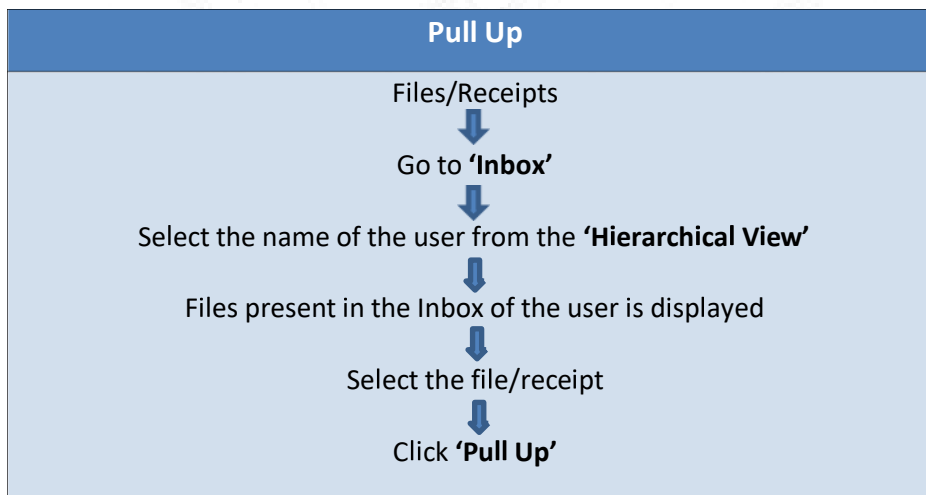 Pull Up
Files/Receipts
Go to ‘Inbox’
Select the name of the user from the ‘Hierarchical View’
Files present in the Inbox of the user is displayed
Select the file/receipt
Click ‘Pull Up’